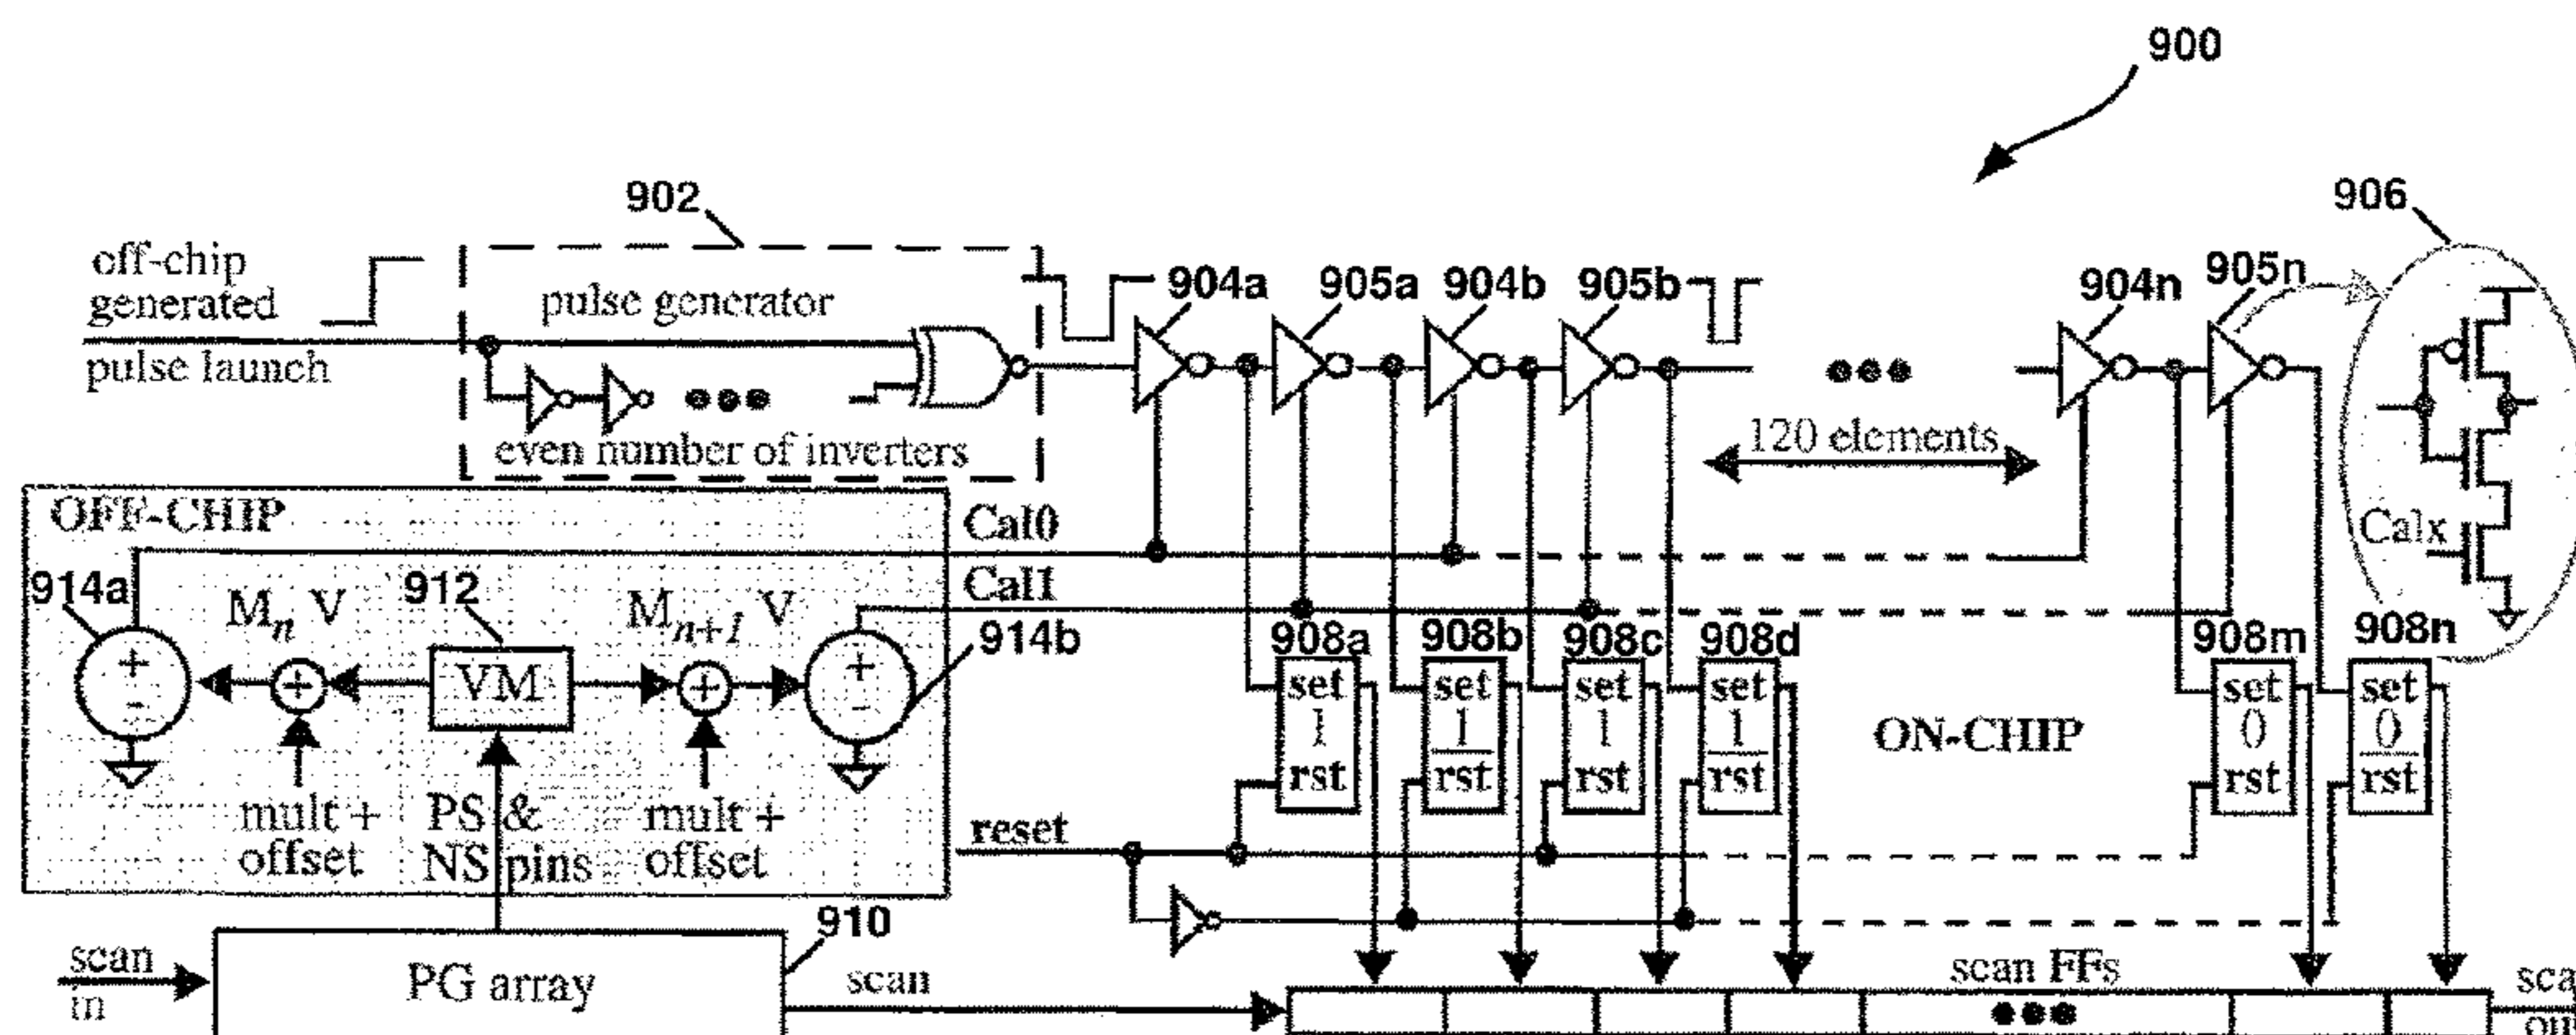 900
902
906
off-chip
generated
pulse launch
pulse generator
even number of inverters
904a
905a
904b
905b
904n
905n
120 elements
Calx
OFF-CHIP
Cal0
Cal1
914a
M_n V
912
M_{n+1} V
914b
+
-
+
VM
+
+
-
mult +
offset
PS &
NS pins
mult +
offset
908a
908b
908c
908d
908m
908n
set
1
rst
set
1
rst
set
1
rst
set
1
rst
ON-CHIP
set
0
rst
set
0
rst
reset
910
scan
in
PG array
scan
scan FFs